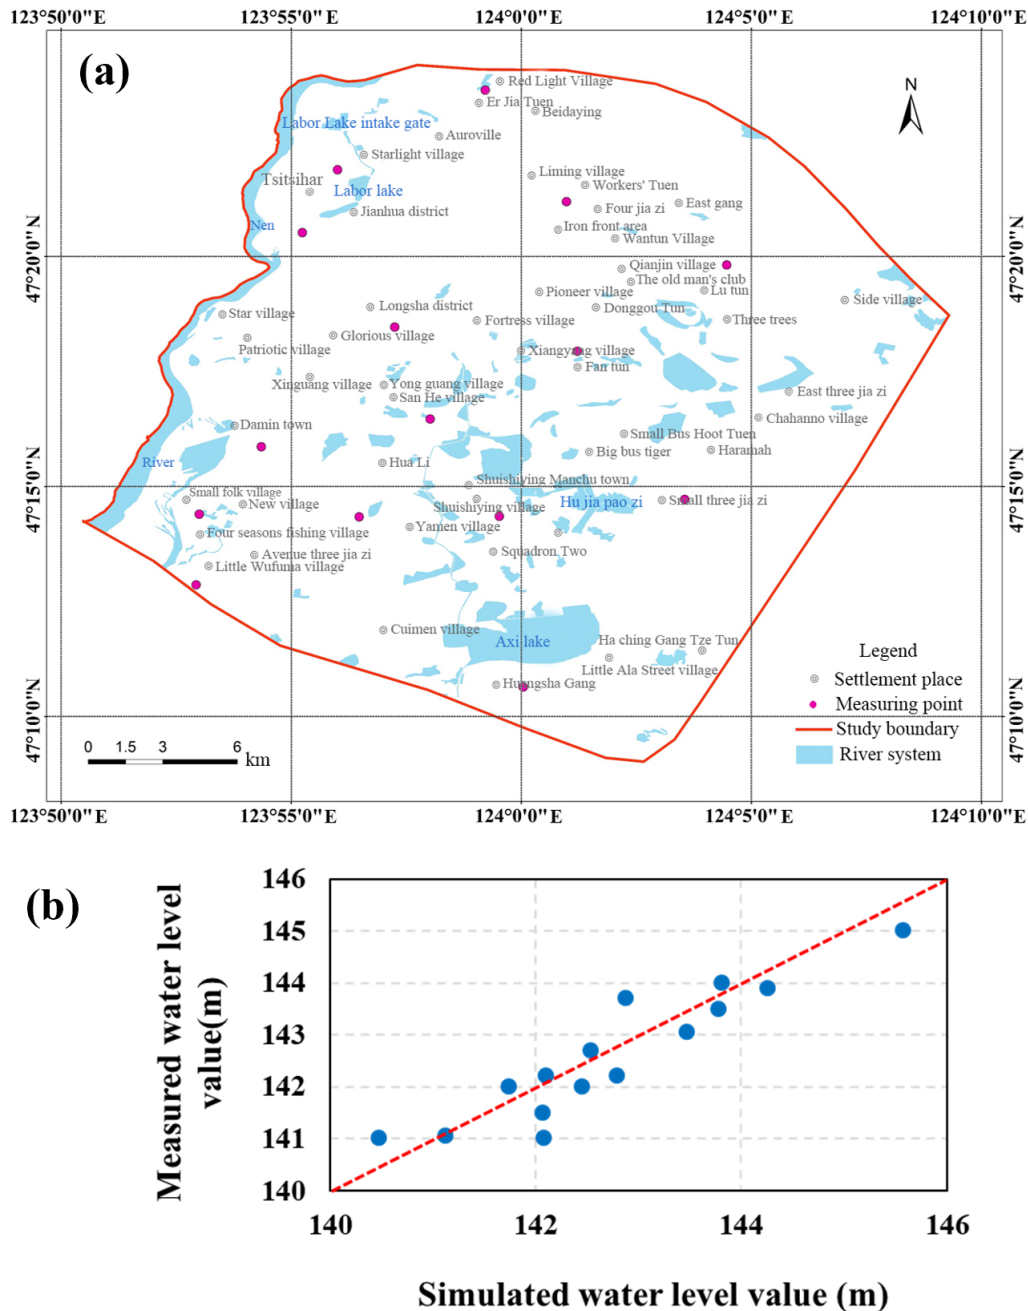 123°50'0"E 123°55'0"E 124°0'0"E 124°5'0"E 124°10'0"E
(a)
N
Red Light Village
Er Jia Tuen
Beidaying
Labor Lake intake gate
Auroville
Starlight village
Liming village
Tsitsihar
Workers' Tuen
Labor lake
East gang
Jianhua district
Four jia zi
Nen
Iron front area
Wantun Village
47°20'0"N
47°20'0"N
Qianjin village
The old man's club
Pioneer village
Lu tun
Side village
Longsha district
Donggou Tun
Star village
Fortress village
Three trees
Glorious village
Patriotic village
Xiangyang village
Fan tun
Xinguang village
Yong guang village
East three jia zi
San He village
Chahanno village
Damin town
Small Bus Hoot Tuen
Big bus tiger
Haramah
River
Hua Li
Shuishiying Manchu town
47°15'0"N
47°15'0"N
Small folk village
New village
Shuishiying village
Hu jia pao zi
Small three jia zi
Yamen village
Four seasons fishing village
Avenue three jia zi
Squadron Two
Little Wufuma village
Cuimen village
Axi lake
Ha ching Gang Tze Tun
Little Ala Street village
Huangsha Gang
Legend
Settlement place
Measuring point
Study boundary
River system
47°10'0"N
47°10'0"N
0 1.5 3 6
km
123°50'0"E 123°55'0"E 124°0'0"E 124°5'0"E 124°10'0"E
(b)
Measured water level
value(m)
146
145
144
143
142
141
140
140 142 144 146
Simulated water level value (m)